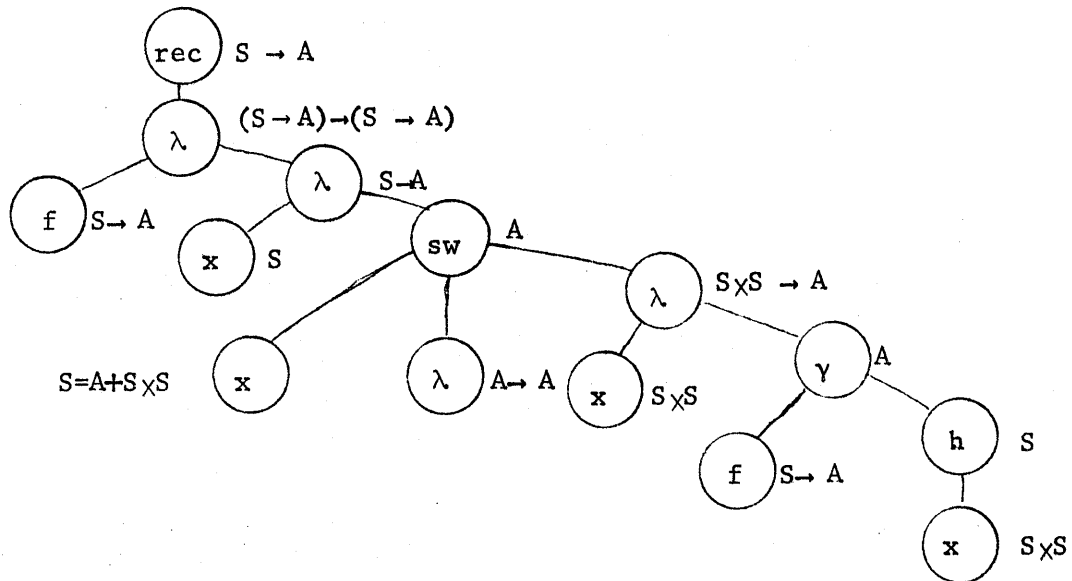 rec S → A
λ (S → A)→(S → A)
λ S→A
f S→ A
x S
sw A
λ S×S → A
S=A+S×S x
λ A→ A
x S×S
γ A
f S→ A
h S
x S×S